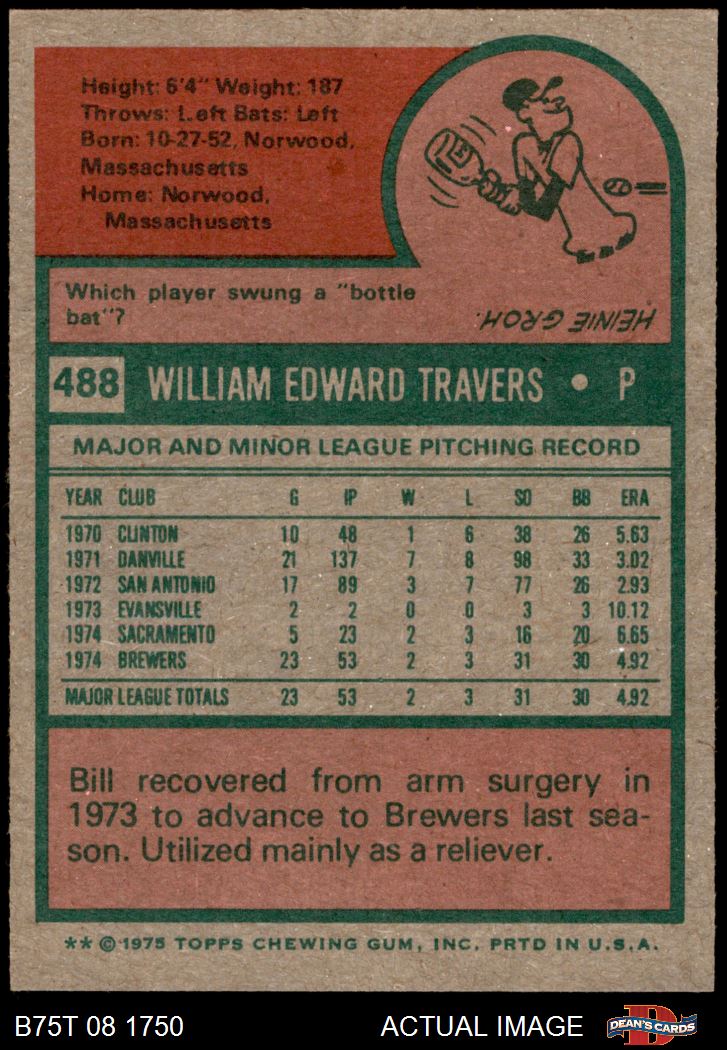 Height: 6'4" Weight: 187
Throws: Left Bats: Left
Born: 10-27-52, Norwood,
Massachusetts
Home: Norwood,
Massachusetts
Which player swung a "bottle
bat"?
HEINIE GROH.
488 WILLIAM EDWARD TRAVERS • P
MAJOR AND MINOR LEAGUE PITCHING RECORD
YEAR CLUB G IP W L SO BB ERA
1970 CLINTON 10 48 1 6 38 26 5.63
1971 DANVILLE 21 137 7 8 98 33 3.02
1972 SAN ANTONIO 17 89 3 7 77 26 2.93
1973 EVANSVILLE 2 2 0 0 3 3 10.12
1974 SACRAMENTO 5 23 2 3 16 20 6.65
1974 BREWERS 23 53 2 3 31 30 4.92
MAJOR LEAGUE TOTALS 23 53 2 3 31 30 4.92
Bill recovered from arm surgery in
1973 to advance to Brewers last sea-
son. Utilized mainly as a reliever.
** © 1975 TOPPS CHEWING GUM, INC. PRTD IN U.S.A.
B75T 08 1750 ACTUAL IMAGE D DEAN'S CARDS